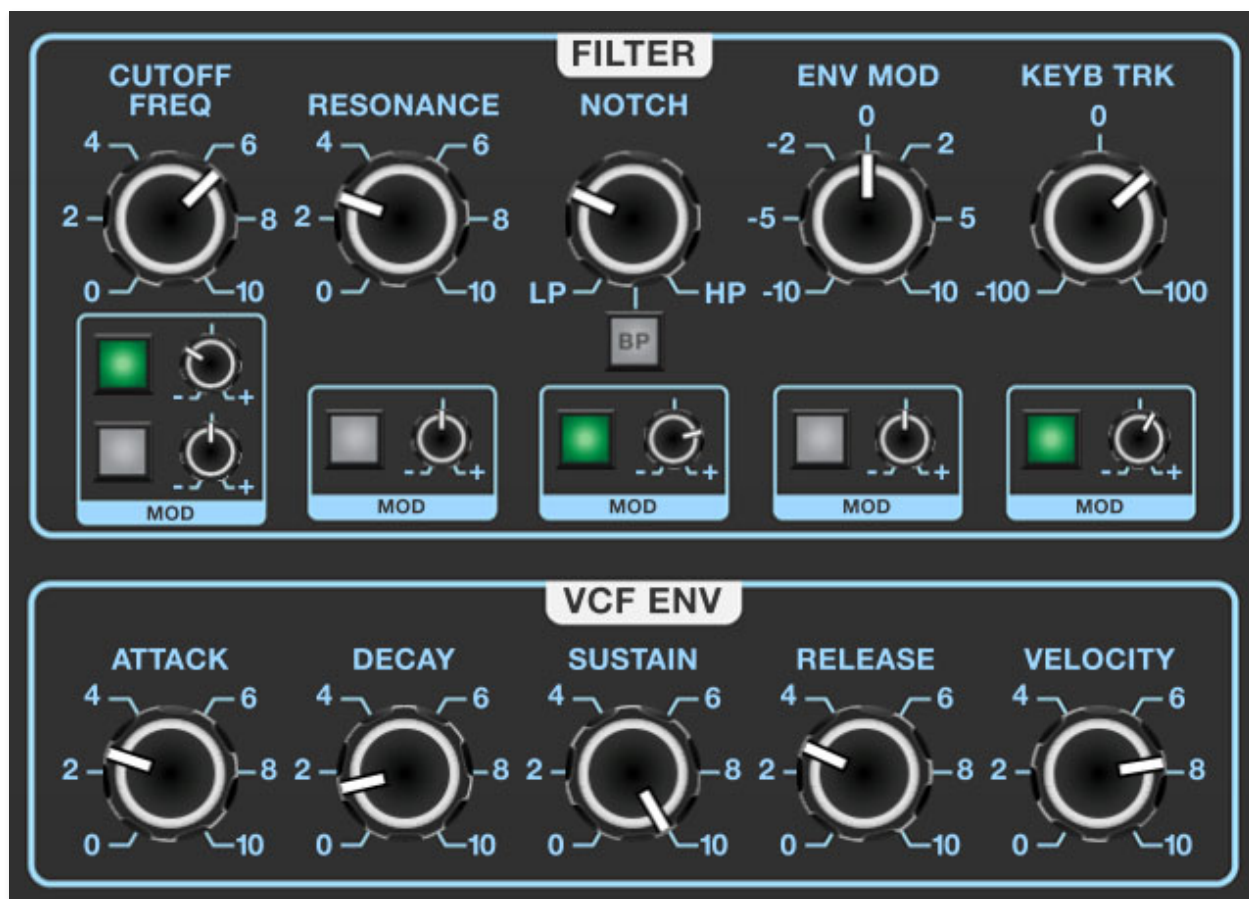 FILTER
CUTOFF
FREQ
RESONANCE
NOTCH
ENV MOD
KEYB TRK
4 6
2 8
0 10
4 6
2 8
0 10
LP HP
BP
0
-2 2
-5 5
-10 10
0
-100 100
- +
- +
MOD
- +
MOD
- +
MOD
- +
MOD
- +
MOD
VCF ENV
ATTACK
DECAY
SUSTAIN
RELEASE
VELOCITY
4 6
2 8
0 10
4 6
2 8
0 10
4 6
2 8
0 10
4 6
2 8
0 10
4 6
2 8
0 10